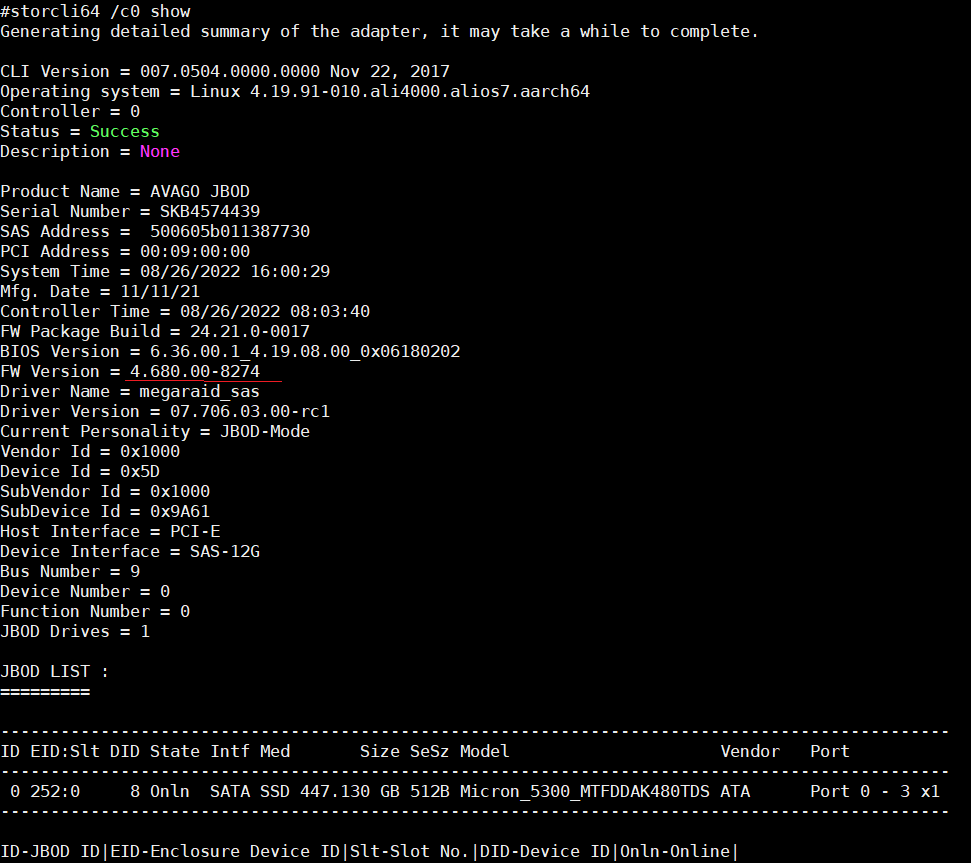 #storcli64 /c0 show
Generating detailed summary of the adapter, it may take a while to complete.
CLI Version = 007.0504.0000.0000 Nov 22, 2017
Operating system = Linux 4.19.91-010.ali4000.alios7.aarch64
Controller = 0
Status = Success
Description = None
Product Name = AVAGO JBOD
Serial Number = SKB4574439
SAS Address =  500605b011387730
PCI Address = 00:09:00:00
System Time = 08/26/2022 16:00:29
Mfg. Date = 11/11/21
Controller Time = 08/26/2022 08:03:40
FW Package Build = 24.21.0-0017
BIOS Version = 6.36.00.1_4.19.08.00_0x06180202
FW Version = 4.680.00-8274
Driver Name = megaraid_sas
Driver Version = 07.706.03.00-rc1
Current Personality = JBOD-Mode
Vendor Id = 0x1000
Device Id = 0x5D
SubVendor Id = 0x1000
SubDevice Id = 0x9A61
Host Interface = PCI-E
Device Interface = SAS-12G
Bus Number = 9
Device Number = 0
Function Number = 0
JBOD Drives = 1
JBOD LIST :
=========
-----------------------------------------------------------------------------------------------
ID EID:Slt DID State Intf Med       Size SeSz Model                     Vendor   Port
-----------------------------------------------------------------------------------------------
 0 252:0     8 Onln  SATA SSD 447.130 GB 512B Micron_5300_MTFDDAK480TDS ATA      Port 0 - 3 x1
-----------------------------------------------------------------------------------------------
ID-JBOD ID|EID-Enclosure Device ID|Slt-Slot No.|DID-Device ID|Onln-Online|